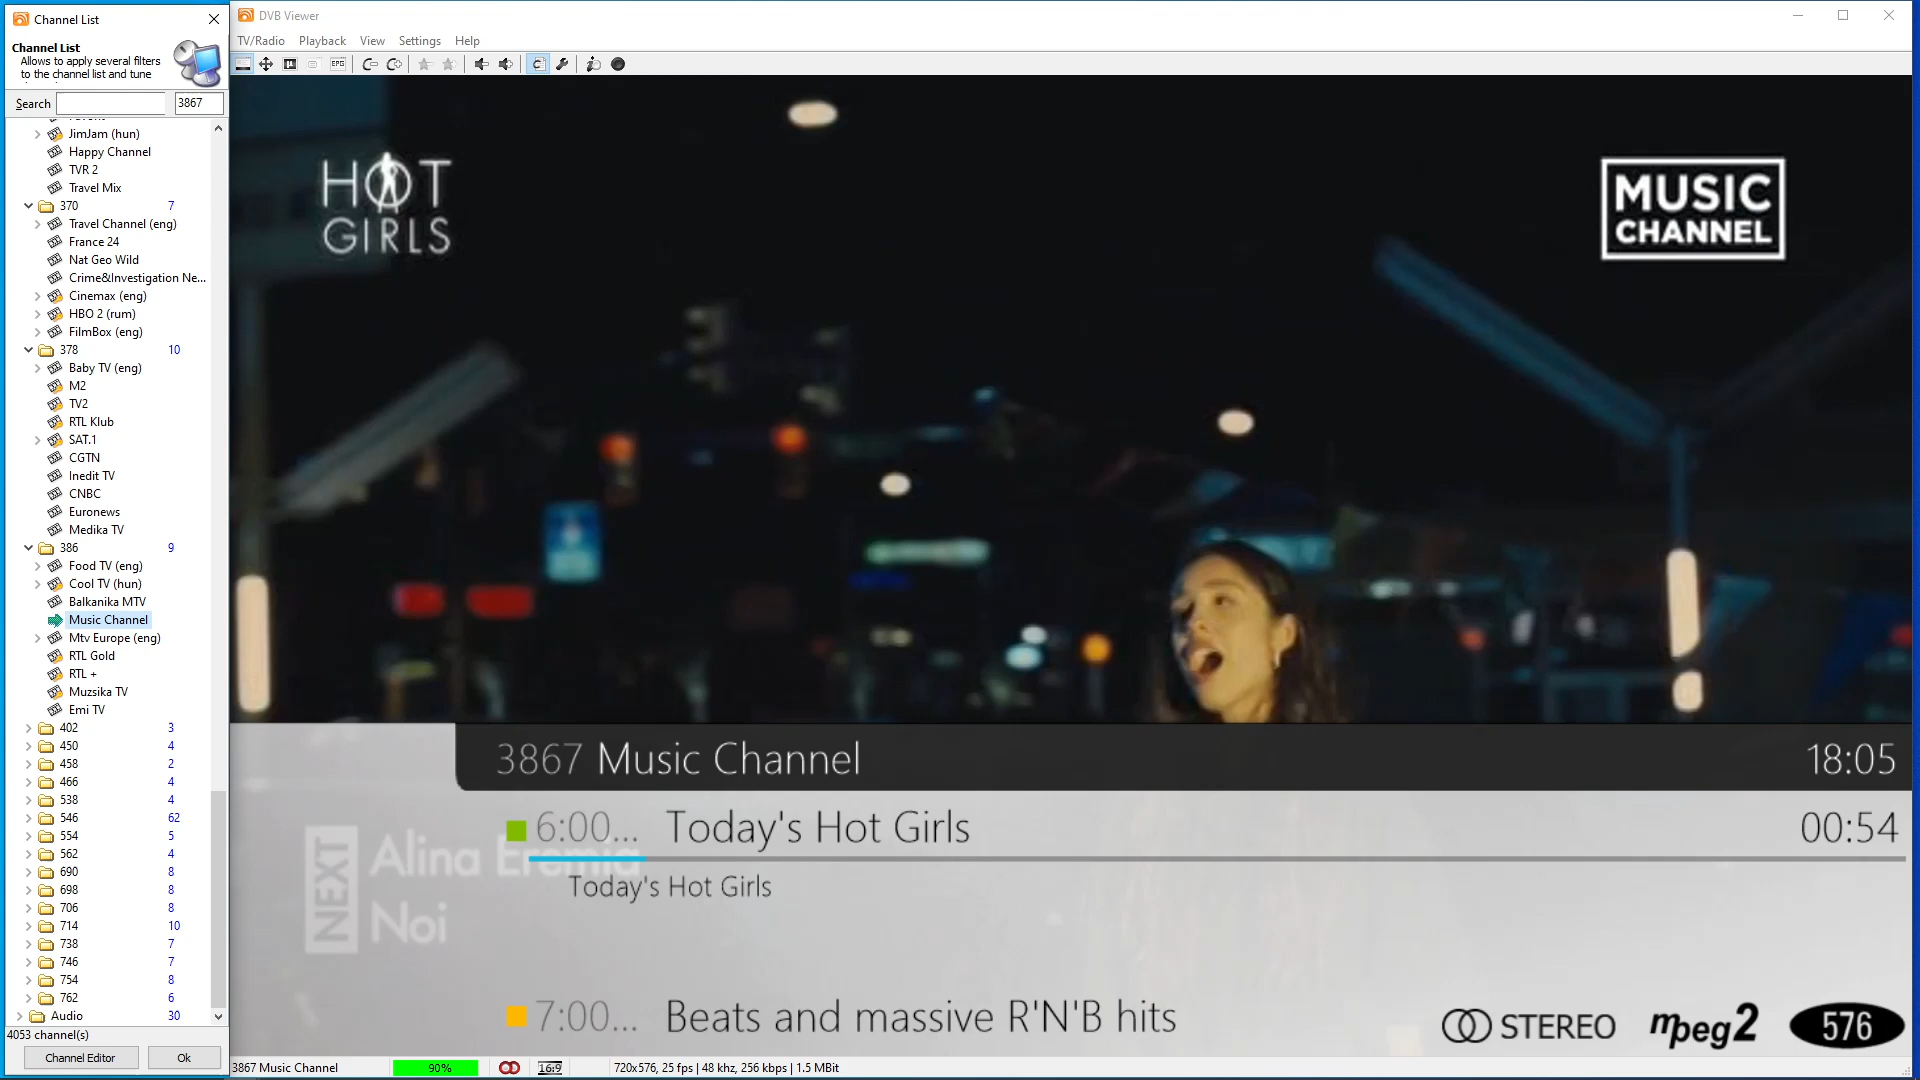 Channel List
DVB Viewer
Channel List
Allows to apply several filters
to the channel list and tune
Search
3867
TV/Radio Playback View Settings Help
EPG
JimJam (hun)
Happy Channel
TVR 2
Travel Mix
370 7
Travel Channel (eng)
France 24
Nat Geo Wild
Crime&Investigation Ne...
Cinemax (eng)
HBO 2 (rum)
FilmBox (eng)
378 10
Baby TV (eng)
M2
TV2
RTL Klub
SAT.1
CGTN
Inedit TV
CNBC
Euronews
Medika TV
386 9
Food TV (eng)
Cool TV (hun)
Balkanika MTV
Music Channel
Mtv Europe (eng)
RTL Gold
RTL +
Muzsika TV
Emi TV
402 3
450 4
458 2
466 4
538 4
546 62
554 5
562 4
690 8
698 8
706 8
714 10
738 7
746 7
754 8
762 6
Audio 30
4053 channel(s)
Channel Editor Ok
HOT
GIRLS
MUSIC
CHANNEL
3867 Music Channel 18:05
6:00... Today's Hot Girls 00:54
NEXT
Alina Eremia
Noi
Today's Hot Girls
7:00... Beats and massive R'N'B hits
STEREO mpeg2 576
3867 Music Channel 90% 16:9 720x576, 25 fps | 48 khz, 256 kbps | 1.5 MBit